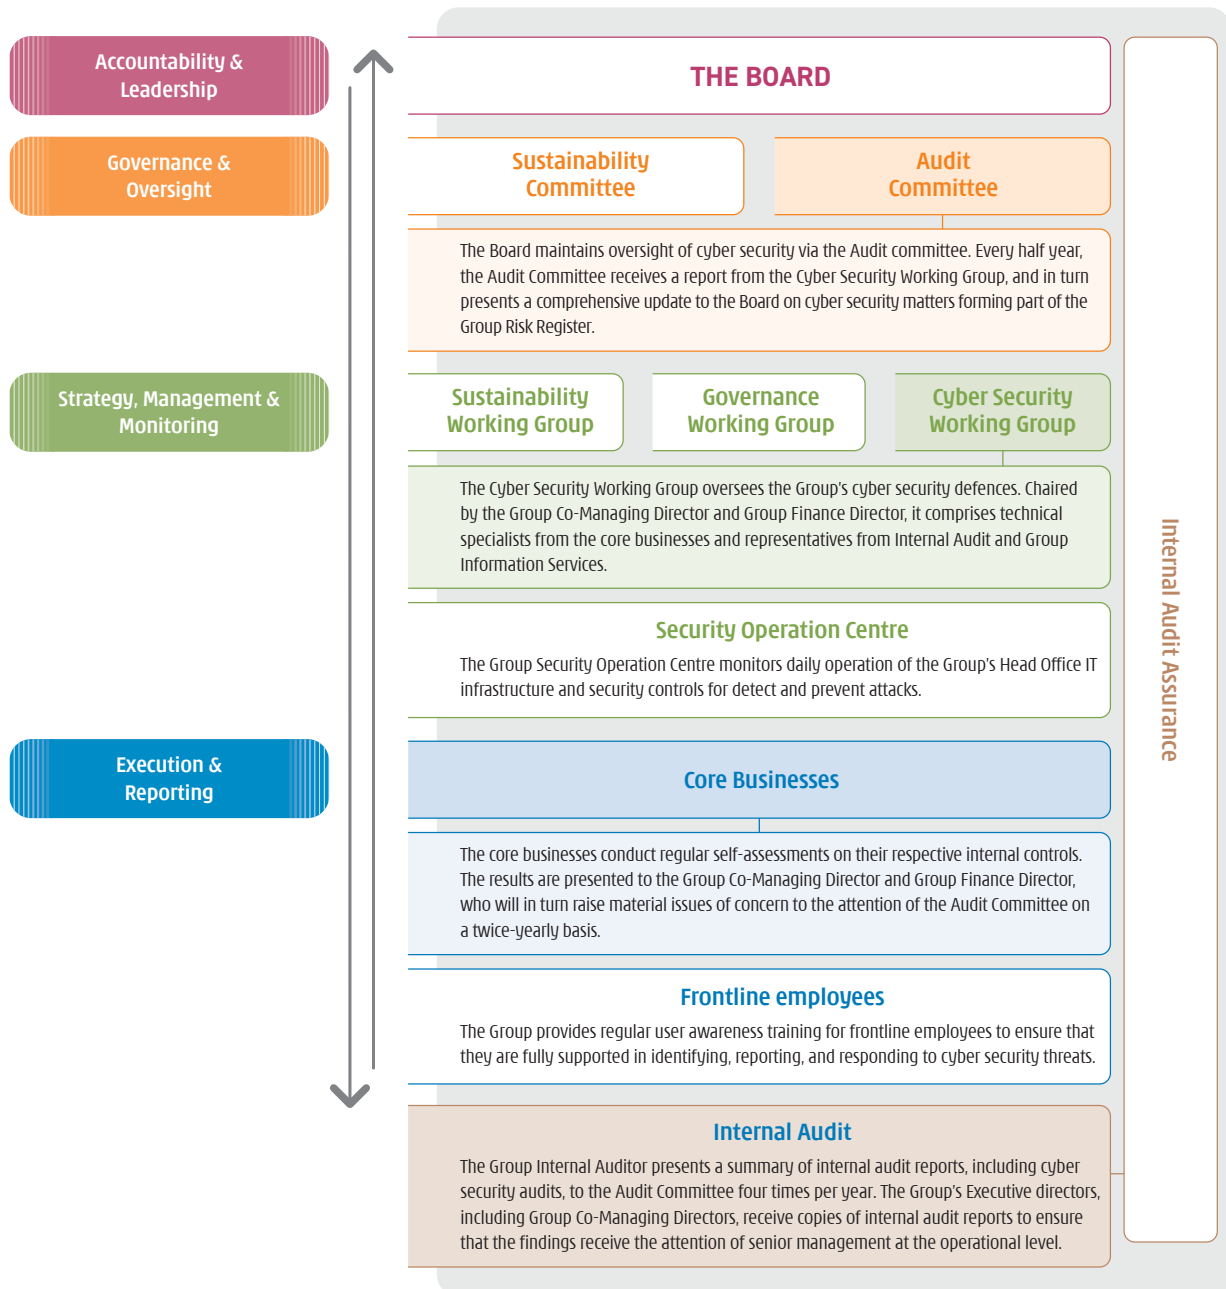 Accountability &
Leadership
THE BOARD
Governance &
Oversight
Sustainability
Committee
Audit
Committee
The Board maintains oversight of cyber security via the Audit committee. Every half year,
the Audit Committee receives a report from the Cyber Security Working Group, and in turn
presents a comprehensive update to the Board on cyber security matters forming part of the
Group Risk Register.
Strategy, Management &
Monitoring
Sustainability
Working Group
Governance
Working Group
Cyber Security
Working Group
The Cyber Security Working Group oversees the Group's cyber security defences. Chaired
by the Group Co-Managing Director and Group Finance Director, it comprises technical
specialists from the core businesses and representatives from Internal Audit and Group
Information Services.
Security Operation Centre
The Group Security Operation Centre monitors daily operation of the Group's Head Office IT
infrastructure and security controls for detect and prevent attacks.
Execution &
Reporting
Core Businesses
The core businesses conduct regular self-assessments on their respective internal controls.
The results are presented to the Group Co-Managing Director and Group Finance Director,
who will in turn raise material issues of concern to the attention of the Audit Committee on
a twice-yearly basis.
Frontline employees
The Group provides regular user awareness training for frontline employees to ensure that
they are fully supported in identifying, reporting, and responding to cyber security threats.
Internal Audit
The Group Internal Auditor presents a summary of internal audit reports, including cyber
security audits, to the Audit Committee four times per year. The Group's Executive directors,
including Group Co-Managing Directors, receive copies of internal audit reports to ensure
that the findings receive the attention of senior management at the operational level.
Internal Audit Assurance